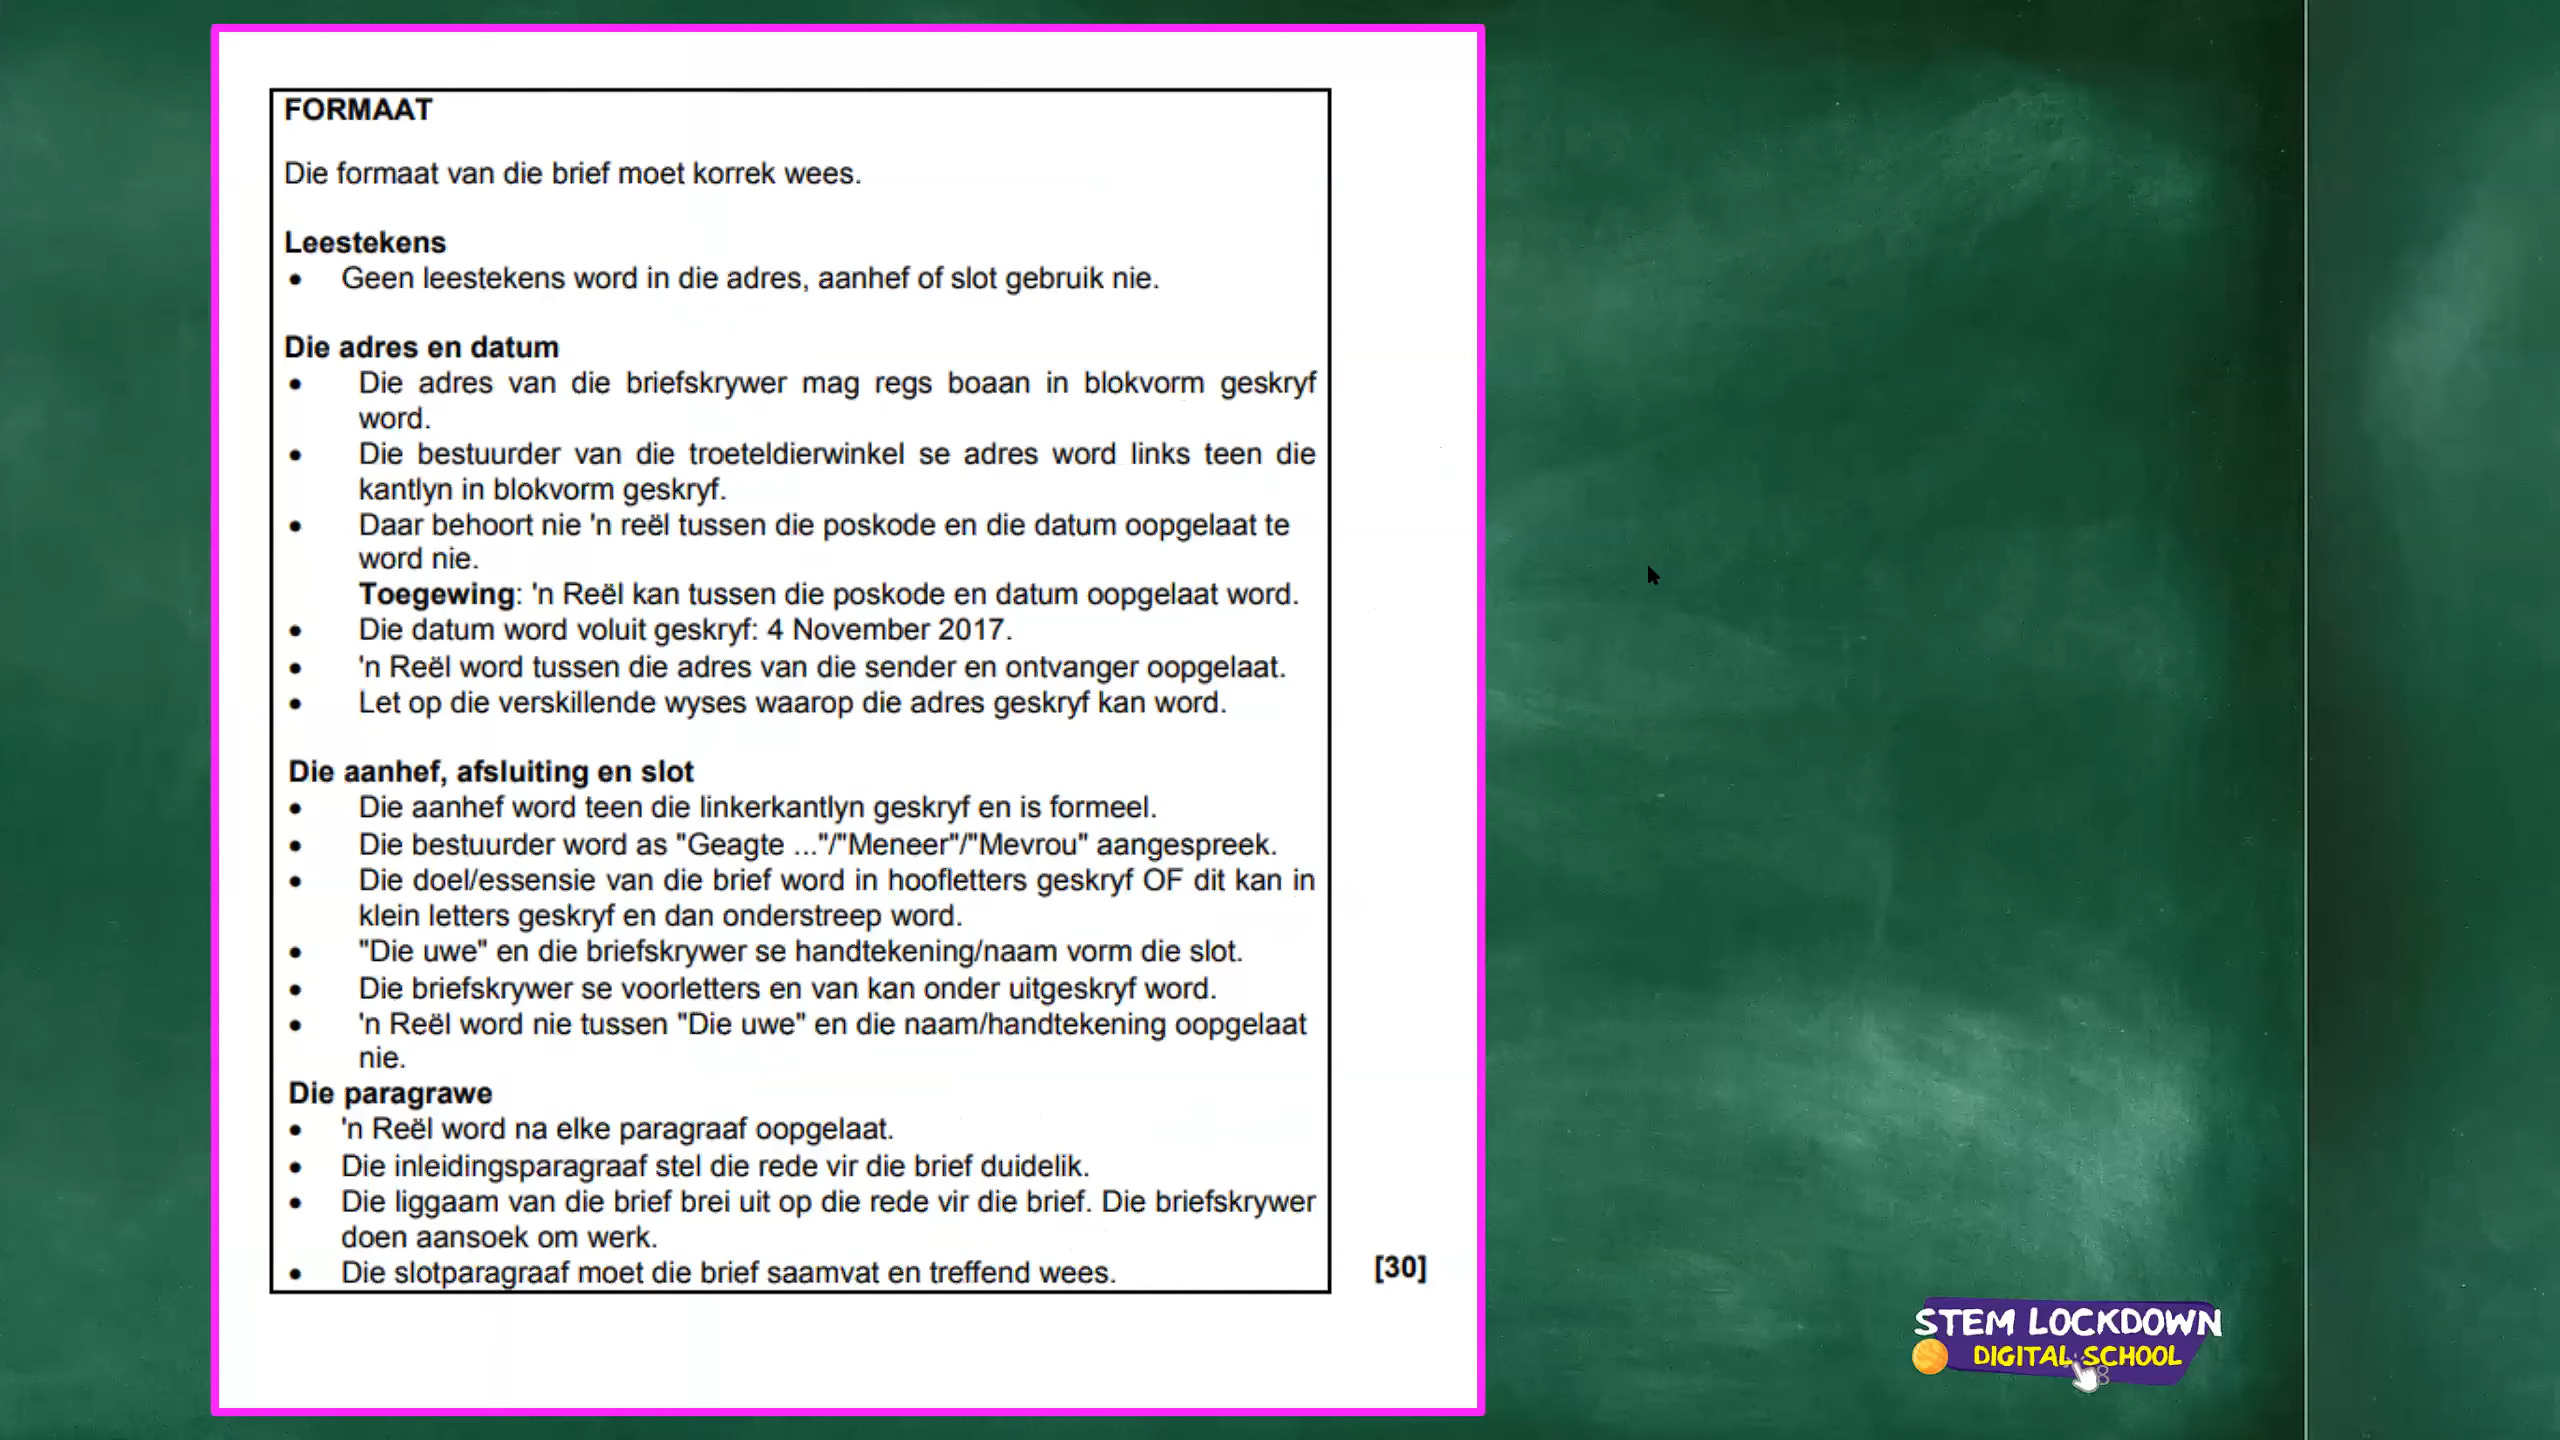 FORMAAT
Die formaat van die brief moet korrek wees.
Leestekens
• Geen leestekens word in die adres, aanhef of slot gebruik nie.
Die adres en datum
• Die adres van die briefskrywer mag regs boaan in blokvorm geskryf
word.
• Die bestuurder van die troeteldierwinkel se adres word links teen die
kantlyn in blokvorm geskryf.
• Daar behoort nie 'n reël tussen die poskode en die datum oopgelaat te
word nie.
Toegewing: 'n Reël kan tussen die poskode en datum oopgelaat word.
• Die datum word voluit geskryf: 4 November 2017.
• 'n Reël word tussen die adres van die sender en ontvanger oopgelaat.
• Let op die verskillende wyses waarop die adres geskryf kan word.
Die aanhef, afsluiting en slot
• Die aanhef word teen die linkerkantlyn geskryf en is formeel.
• Die bestuurder word as "Geagte ..."/"Meneer"/"Mevrou" aangespreek.
• Die doel/essensie van die brief word in hoofletters geskryf OF dit kan in
klein letters geskryf en dan onderstreep word.
• "Die uwe" en die briefskrywer se handtekening/naam vorm die slot.
• Die briefskrywer se voorletters en van kan onder uitgeskryf word.
• 'n Reël word nie tussen "Die uwe" en die naam/handtekening oopgelaat
nie.
Die paragrawe
• 'n Reël word na elke paragraaf oopgelaat.
• Die inleidingsparagraaf stel die rede vir die brief duidelik.
• Die liggaam van die brief brei uit op die rede vir die brief. Die briefskrywer
doen aansoek om werk.
• Die slotparagraaf moet die brief saamvat en treffend wees.
[30]
STEM LOCKDOWN
DIGITAL SCHOOL